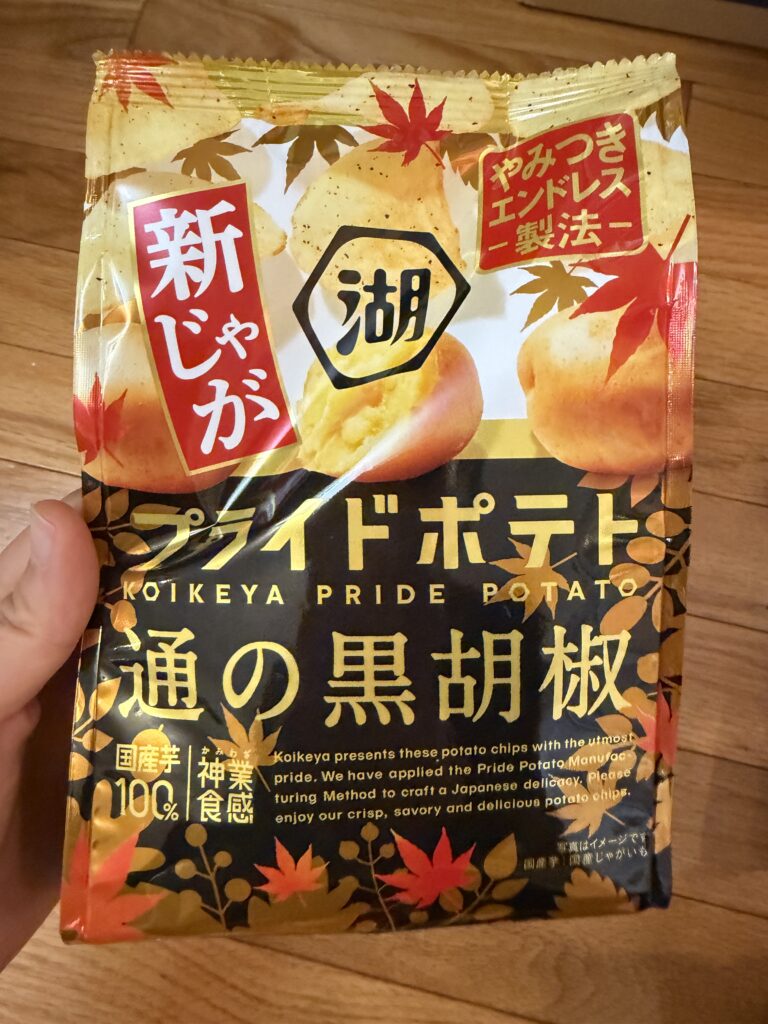 やみつき
エンドレス
製法
新じゃが
湖
プライドポテト
KOIKEYA PRIDE POTATO
通の黒胡椒
国産芋
100%
かみわざ
神業
食感
Koikeya presents these potato chips with the utmost
pride. We have applied the Pride Potato Manufac-
turing Method to craft a Japanese delicacy. Please
enjoy our crisp, savory and delicious potato chips.
写真はイメージです
国産芋:国産じゃがいも